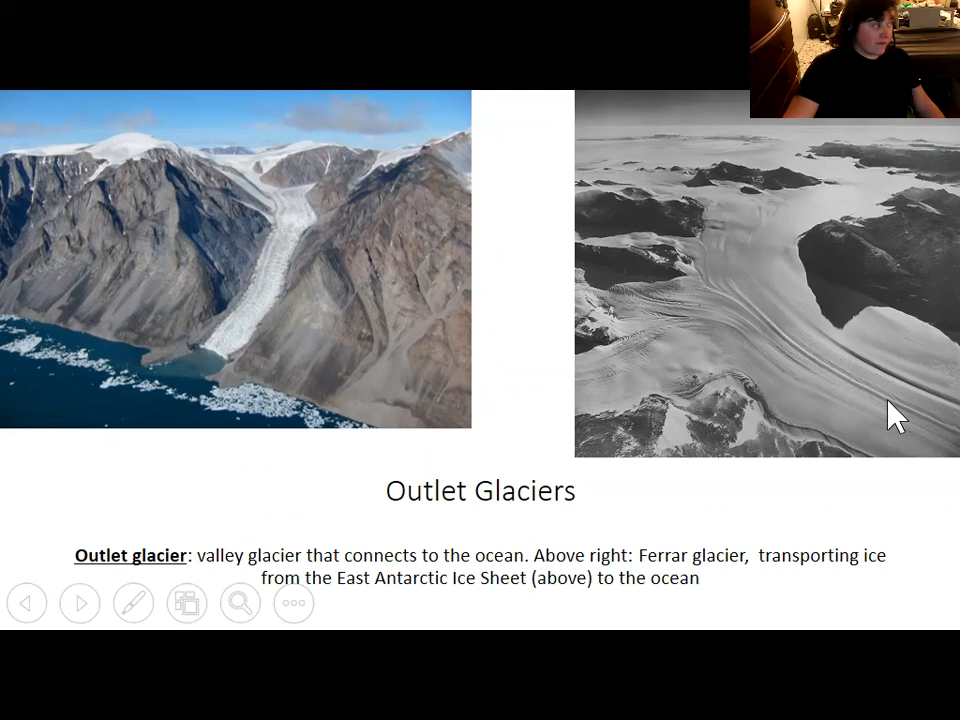 Outlet Glaciers
Outlet glacier: valley glacier that connects to the ocean. Above right: Ferrar glacier, transporting ice
from the East Antarctic Ice Sheet (above) to the ocean